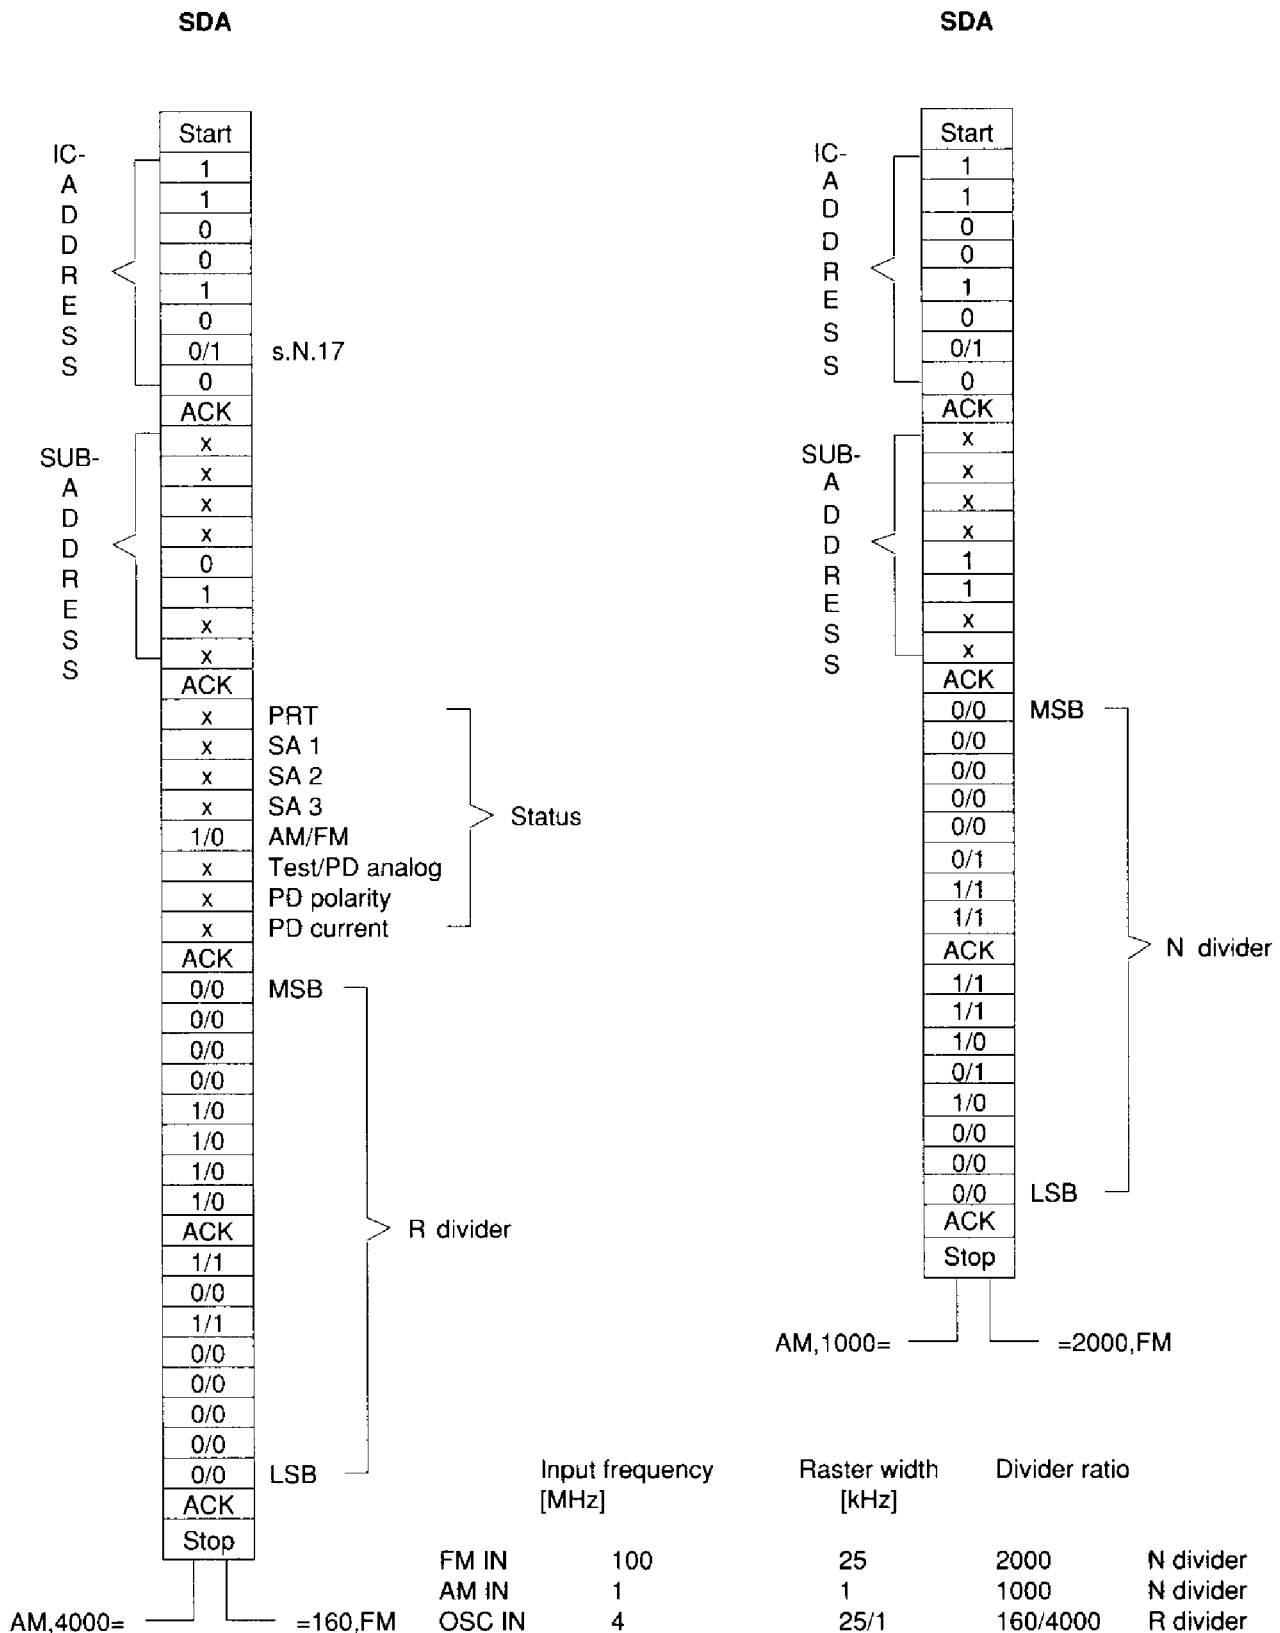 SDA
Start
IC-
ADDRESS
1
1
0
0
1
0
0/1 s.N.17
0
ACK
SUB-
ADDRESS
x
x
x
x
0
1
x
x
ACK
x PRT
x SA 1
x SA 2
x SA 3
1/0 AM/FM
x Test/PD analog
x PD polarity
x PD current
Status
ACK
0/0 MSB
0/0
0/0
0/0
1/0
1/0
1/0
1/0
ACK
R divider
1/1
0/0
1/1
0/0
0/0
0/0
0/0
0/0 LSB
ACK
Stop
AM,4000= =160,FM
SDA
Start
IC-
ADDRESS
1
1
0
0
1
0
0/1
0
ACK
SUB-
ADDRESS
x
x
x
x
1
1
x
x
ACK
0/0 MSB
0/0
0/0
0/0
0/0
0/1
1/1
1/1
ACK
N divider
1/1
1/1
1/0
0/1
1/0
0/0
0/0
0/0 LSB
ACK
Stop
AM,1000= =2000,FM
Input frequency Raster width Divider ratio
[MHz] [kHz]
FM IN 100 25 2000 N divider
AM IN 1 1 1000 N divider
OSC IN 4 25/1 160/4000 R divider